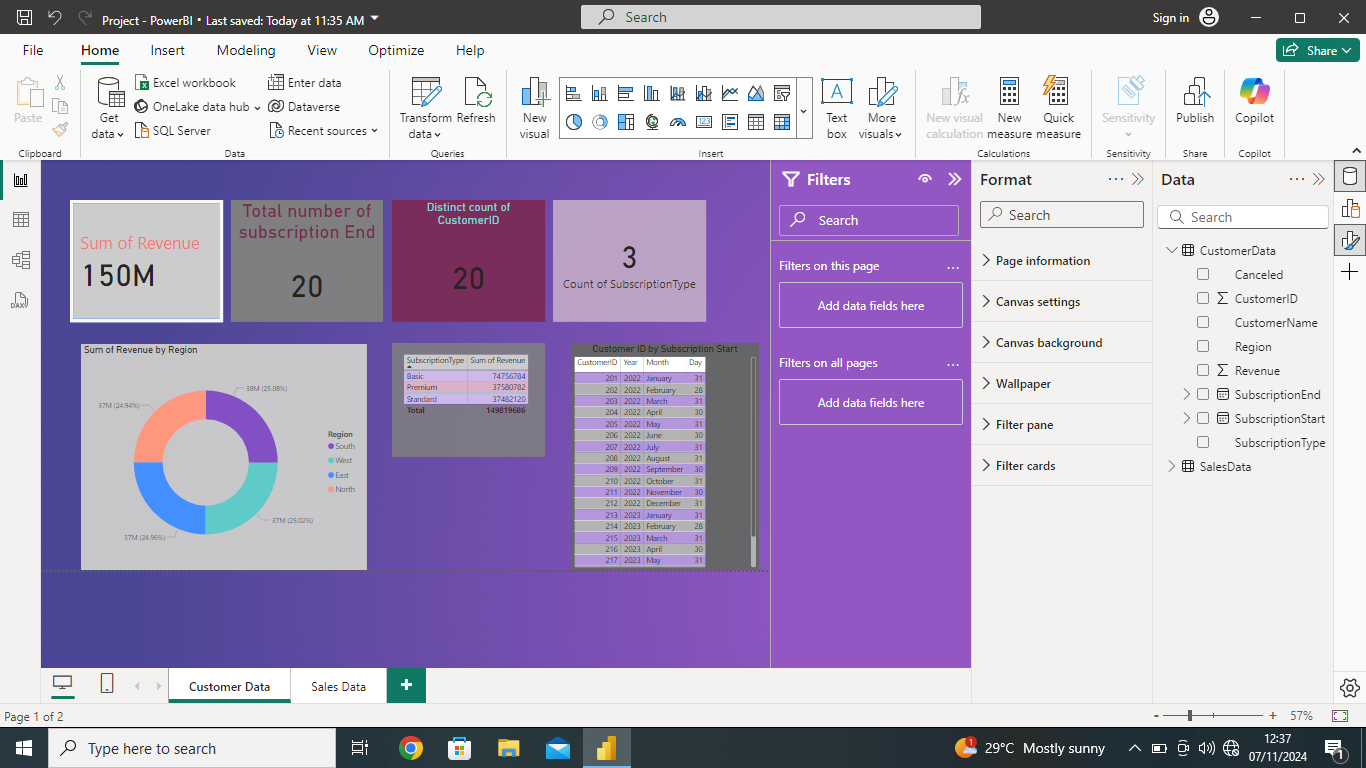 Project - PowerBI • Last saved: Today at 11:35 AM
Search
Sign in
File Home Insert Modeling View Optimize Help
Share
Paste
Get data
Excel workbook
OneLake data hub
SQL Server
Enter data
Dataverse
Recent sources
Transform data
Refresh
New visual
Text box
More visuals
New visual calculation
New measure
Quick measure
Sensitivity
Publish
Copilot
Clipboard Data Queries Insert Calculations Sensitivity Share Copilot
Sum of Revenue
150M
Total number of
subscription End
20
Distinct count of
CustomerID
20
3
Count of SubscriptionType
Sum of Revenue by Region
38M (25.08%)
37M (24.94%)
37M (25.02%)
37M (24.96%)
Region
South
West
East
North
SubscriptionType Sum of Revenue
Basic 74756784
Premium 37580782
Standard 37482120
Total 149819686
Customer ID by Subscription Start
CustomerID Year Month Day
201 2022 January 31
202 2022 February 28
203 2022 March 31
204 2022 April 30
205 2022 May 31
206 2022 June 30
207 2022 July 31
208 2022 August 31
209 2022 September 30
210 2022 October 31
211 2022 November 30
212 2022 December 31
213 2023 January 31
214 2023 February 28
215 2023 March 31
216 2023 April 30
217 2023 May 31
Filters
Search
Filters on this page ...
Add data fields here
Filters on all pages ...
Add data fields here
Format
Search
Page information
Canvas settings
Canvas background
Wallpaper
Filter pane
Filter cards
Data
Search
CustomerData
Canceled
CustomerID
CustomerName
Region
Revenue
SubscriptionEnd
SubscriptionStart
SubscriptionType
SalesData
Customer Data
Sales Data
Page 1 of 2
- + 57%
Type here to search
1
29°C Mostly sunny
12:37
07/11/2024
1
DAX
123